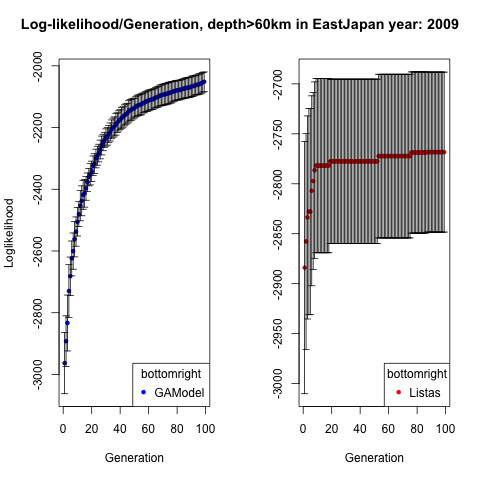 Log-likelihood/Generation, depth>60km in EastJapan year: 2009
Loglikelihood
-2000
-2200
-2400
-2600
-2800
-3000
bottomright
GAModel
0 20 40 60 80 100
Generation
-2700
-2750
-2800
-2850
-2900
-2950
-3000
bottomright
Listas
0 20 40 60 80 100
Generation